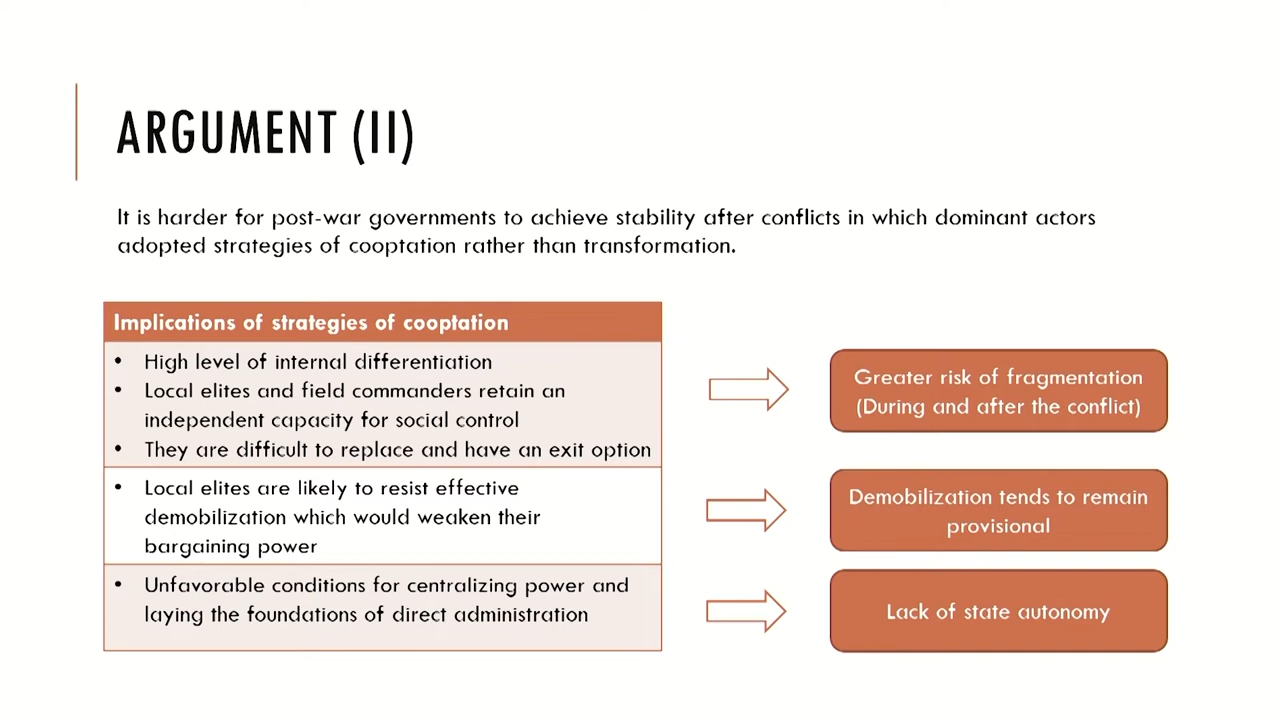 ARGUMENT (II)
It is harder for post-war governments to achieve stability after conflicts in which dominant actors
adopted strategies of cooptation rather than transformation.
Implications of strategies of cooptation
• High level of internal differentiation
• Local elites and field commanders retain an
independent capacity for social control
• They are difficult to replace and have an exit option
Greater risk of fragmentation
(During and after the conflict)
• Local elites are likely to resist effective
demobilization which would weaken their
bargaining power
Demobilization tends to remain
provisional
• Unfavorable conditions for centralizing power and
laying the foundations of direct administration
Lack of state autonomy